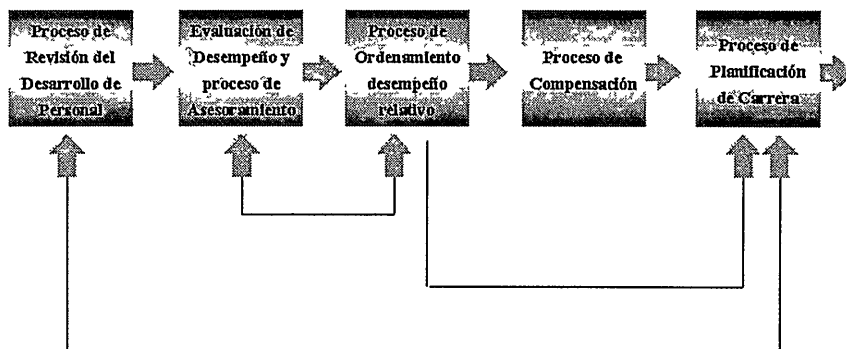 Proceso de
Revisión del
Desarrollo de
Personal
Evaluación de
Desempeño y
proceso de
Asesoramiento
Proceso de
Ordenamiento
desempeño
relativo
Proceso de
Compensación
Proceso de
Planificación
de Carrera